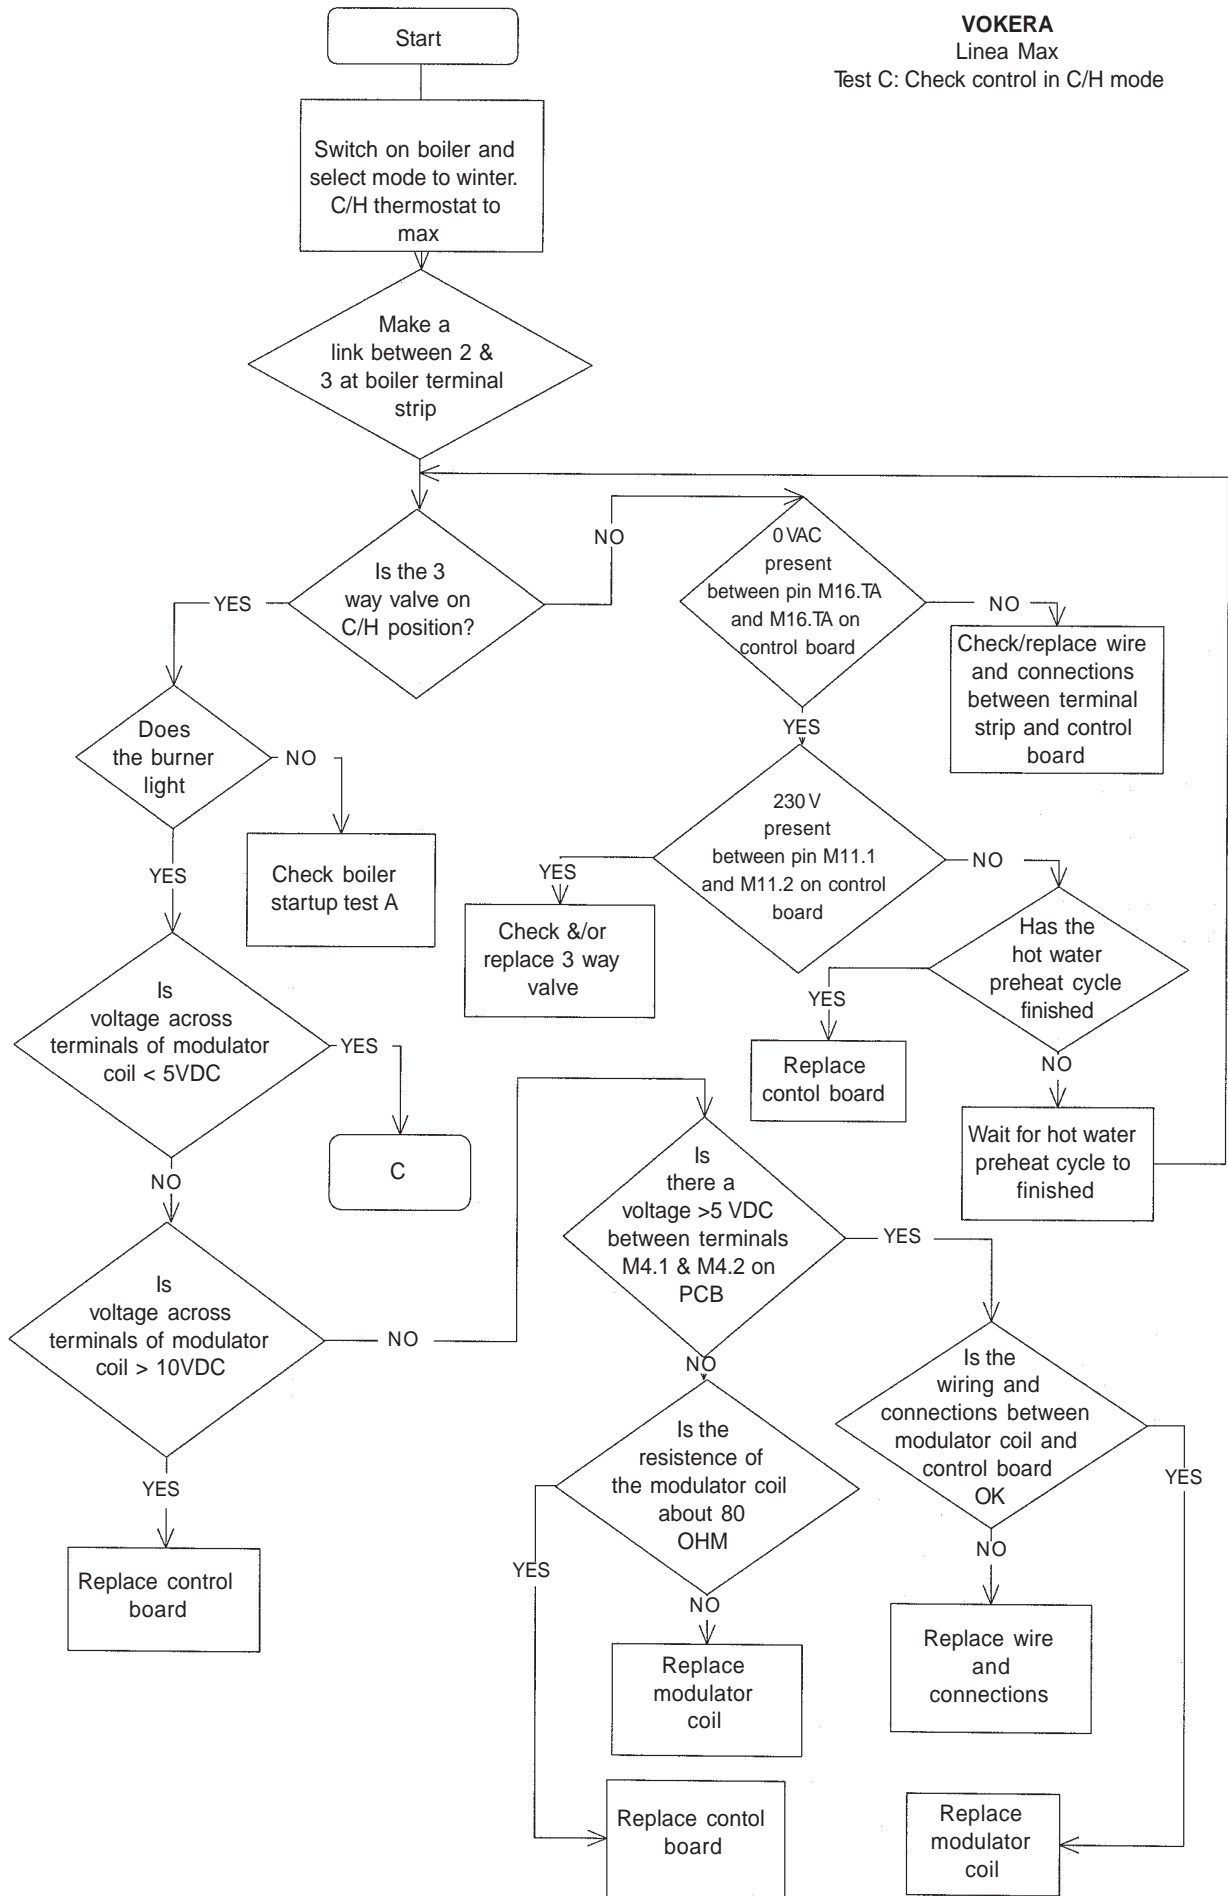 VOKERA
Linea Max
Test C: Check control in C/H mode
Start
Switch on boiler and
select mode to winter.
C/H thermostat to
max
Make a
link between 2 &
3 at boiler terminal
strip
Is the 3
way valve on
C/H position?
NO
YES
0 VAC
present
between pin M16.TA
and M16.TA on
control board
NO
Check/replace wire
and connections
between terminal
strip and control
board
YES
Does
the burner
light
NO
Check boiler
startup test A
YES
230 V
present
between pin M11.1
and M11.2 on control
board
YES
Check &/or
replace 3 way
valve
NO
Has the
hot water
preheat cycle
finished
YES
Replace
contol board
NO
Wait for hot water
preheat cycle to
finished
Is
voltage across
terminals of modulator
coil < 5VDC
YES
C
NO
Is
voltage across
terminals of modulator
coil > 10VDC
NO
YES
Replace control
board
Is
there a
voltage >5 VDC
between terminals
M4.1 & M4.2 on
PCB
YES
NO
Is the
resistence of
the modulator coil
about 80
OHM
YES
NO
Replace
modulator
coil
Replace contol
board
Is the
wiring and
connections between
modulator coil and
control board
OK
YES
NO
Replace wire
and
connections
Replace
modulator
coil